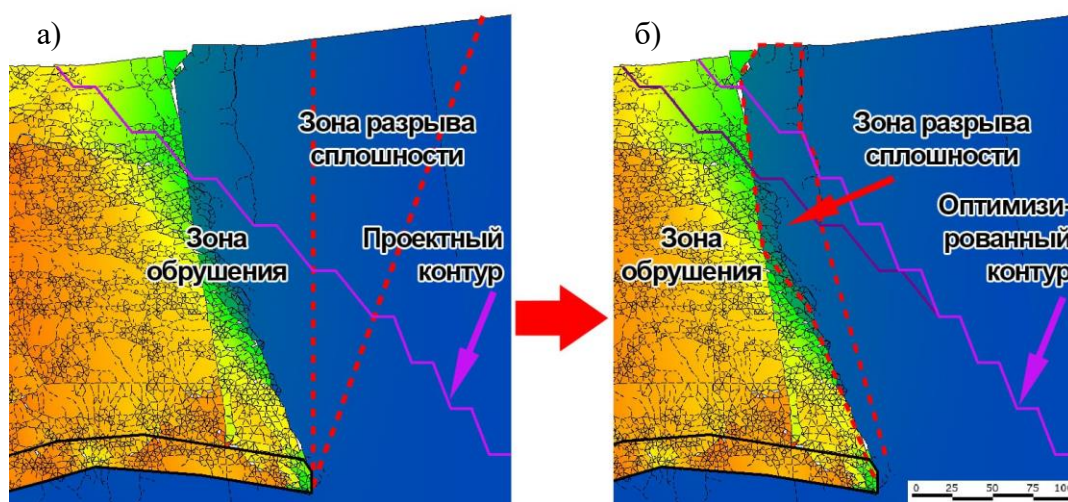 а)
Зона разрыва
сплошности
Зона
обрушения
Проектный
контур
б)
Зона разрыва
сплошности
Зона
обрушения
Оптимизи-
рованный
контур
0 25 50 75 100